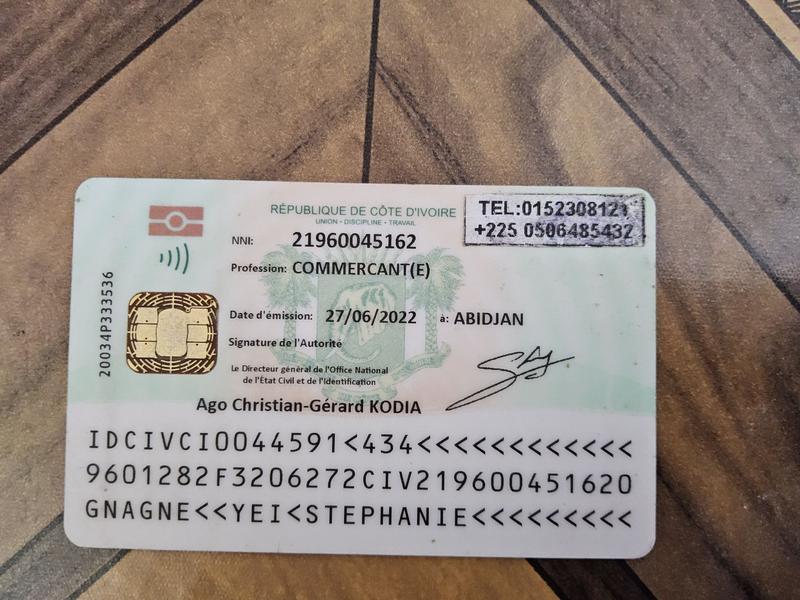 RÉPUBLIQUE DE CÔTE D'IVOIRE
UNION - DISCIPLINE - TRAVAIL
TEL:0152308121
+225 0506485432
NNI: 21960045162
Profession: COMMERCANT(E)
20034P333536
Date d'émission: 27/06/2022 à: ABIDJAN
Signature de l'Autorité
Le Directeur général de l'Office National
de l'État Civil et de l'Identification
Ago Christian-Gérard KODIA
IDCIVCI0044591<434<<<<<<<<<<<<
9601282F3206272CIV219600451620
GNAGNE<<YEI<STEPHANIE<<<<<<<<<